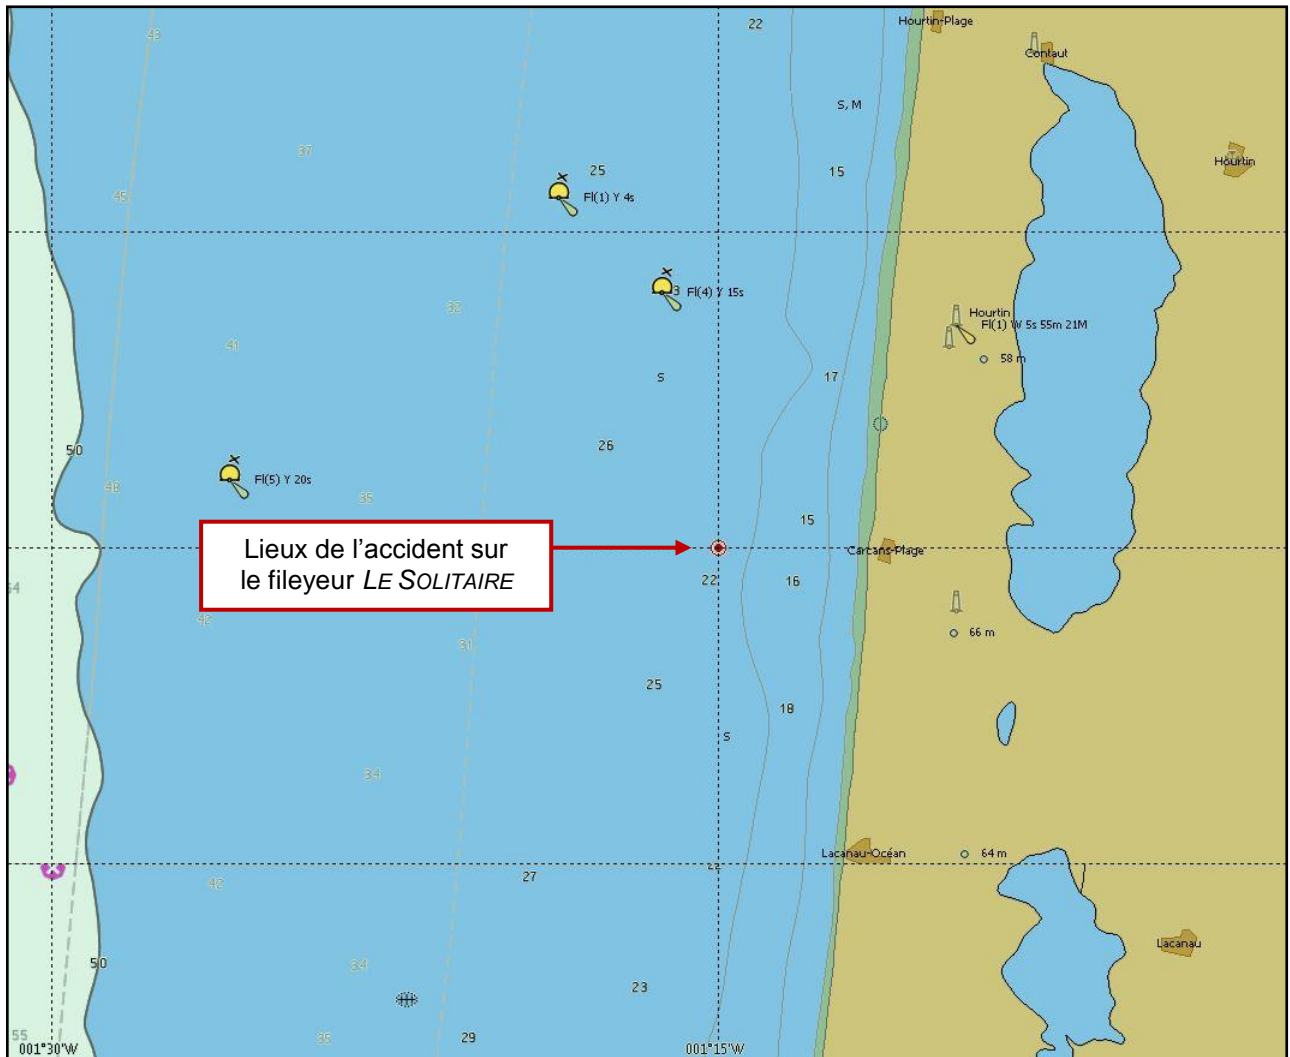 Hourtin-Plage
22
43
Contaut
S, M
37
25
15
Hourtin
45
Fl(1) Y 4s
3
Fl(4) Y 15s
32
Hourtin
Fl(1) W 5s 55m 21M
41
58 m
S
17
26
50
Fl(5) Y 20s
48
35
15
Lieux de l’accident sur
le fileyeur LE SOLITAIRE
Carcans-Plage
22
16
42
66 m
31
25
18
S
34
Lacanau-Océan
64 m
42
27
Lacanau
50
34
23
55
35
29
001°30'W
001°15'W